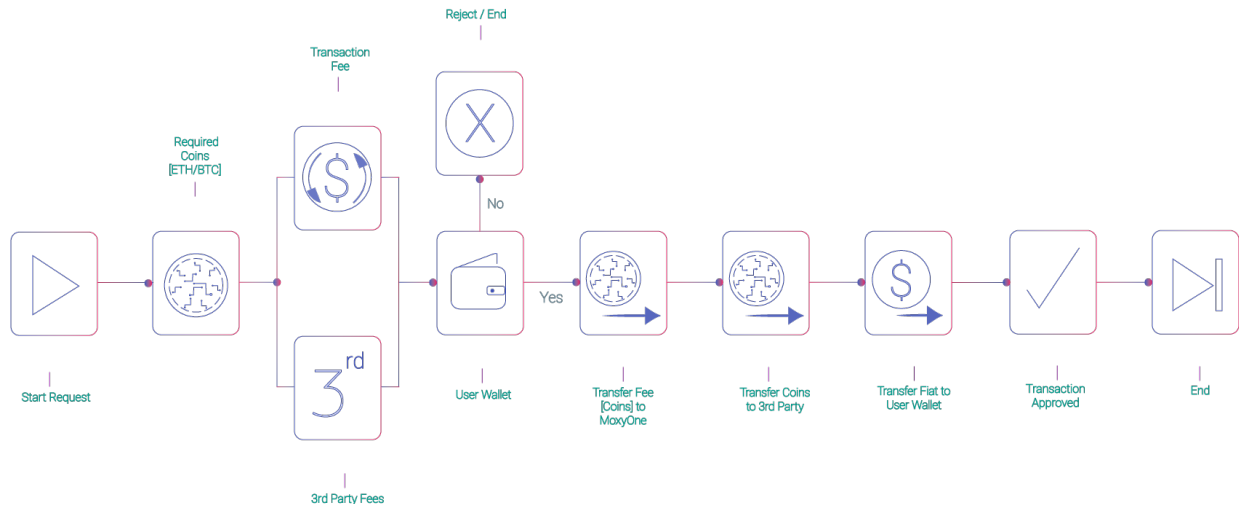 Reject / End
Transaction
Fee
Required
Coins
[ETH/BTC]
$
X
No
Yes
$
3rd
Start Request
User Wallet
Transfer Fee
[Coins] to
MoxyOne
Transfer Coins
to 3rd Party
Transfer Fiat to
User Wallet
Transaction
Approved
End
3rd Party Fees